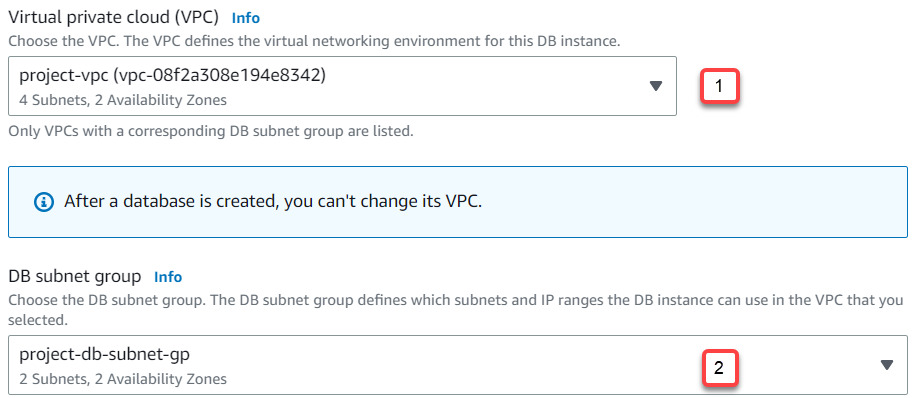 Virtual private cloud (VPC) Info
Choose the VPC. The VPC defines the virtual networking environment for this DB instance.
project-vpc (vpc-08f2a308e194e8342)
4 Subnets, 2 Availability Zones
1
Only VPCs with a corresponding DB subnet group are listed.
After a database is created, you can't change its VPC.
DB subnet group Info
Choose the DB subnet group. The DB subnet group defines which subnets and IP ranges the DB instance can use in the VPC that you
selected.
project-db-subnet-gp
2 Subnets, 2 Availability Zones
2